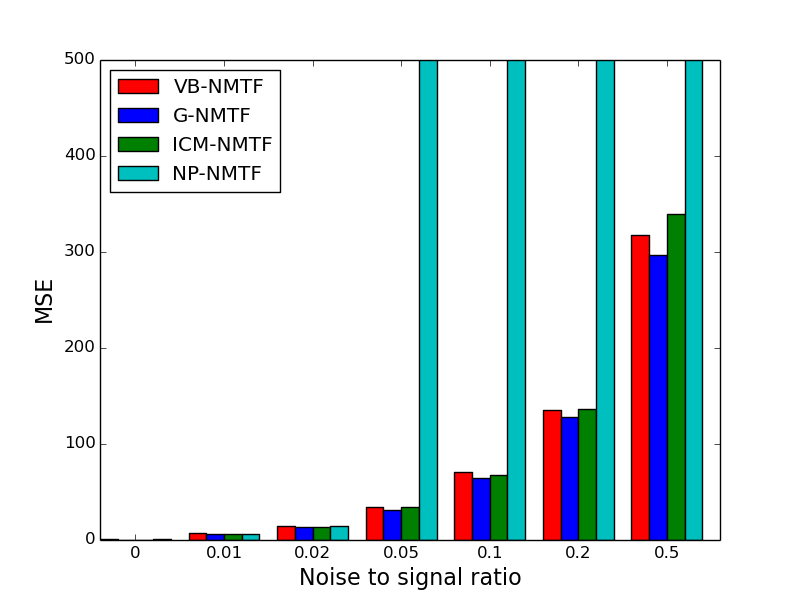 500
400
300
200
100
0
MSE
VB-NMTF
G-NMTF
ICM-NMTF
NP-NMTF
0 0.01 0.02 0.05 0.1 0.2 0.5
Noise to signal ratio